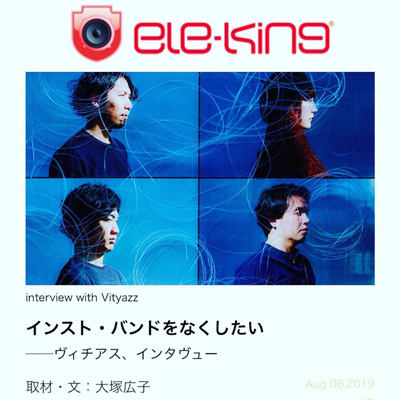 ele-king
interview with Vityazz
インスト・バンドをなくしたい
──ヴィチアス、インタヴュー
取材・文：大塚広子
Aug 06,2019